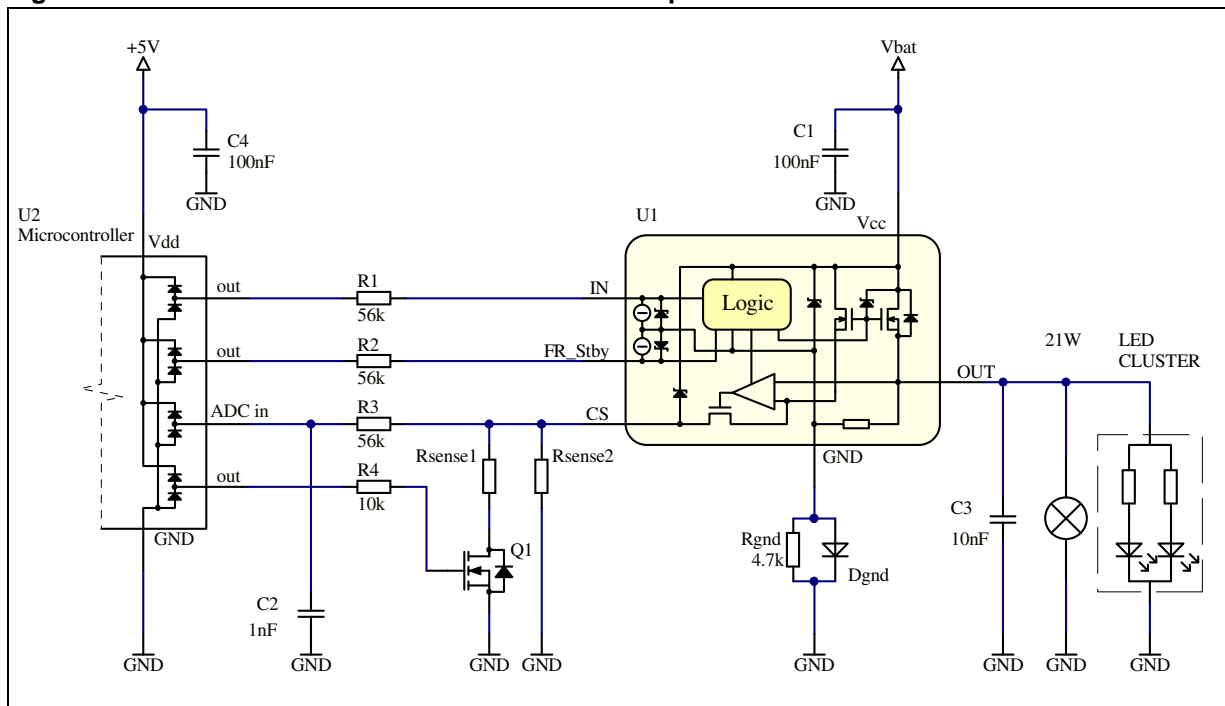 +5V
Vbat
C4
100nF
GND
C1
100nF
GND
U2
Microcontroller
Vdd
U1
Vcc
out
R1
56k
IN
Logic
out
R2
56k
FR_Stby
21W
LED
CLUSTER
OUT
ADC in
R3
56k
CS
Rsense1
Rsense2
out
R4
10k
GND
GND
C3
10nF
Rgnd
4.7k
Dgnd
Q1
C2
1nF
GND
GND
GND
GND
GND
GND
GND
GND